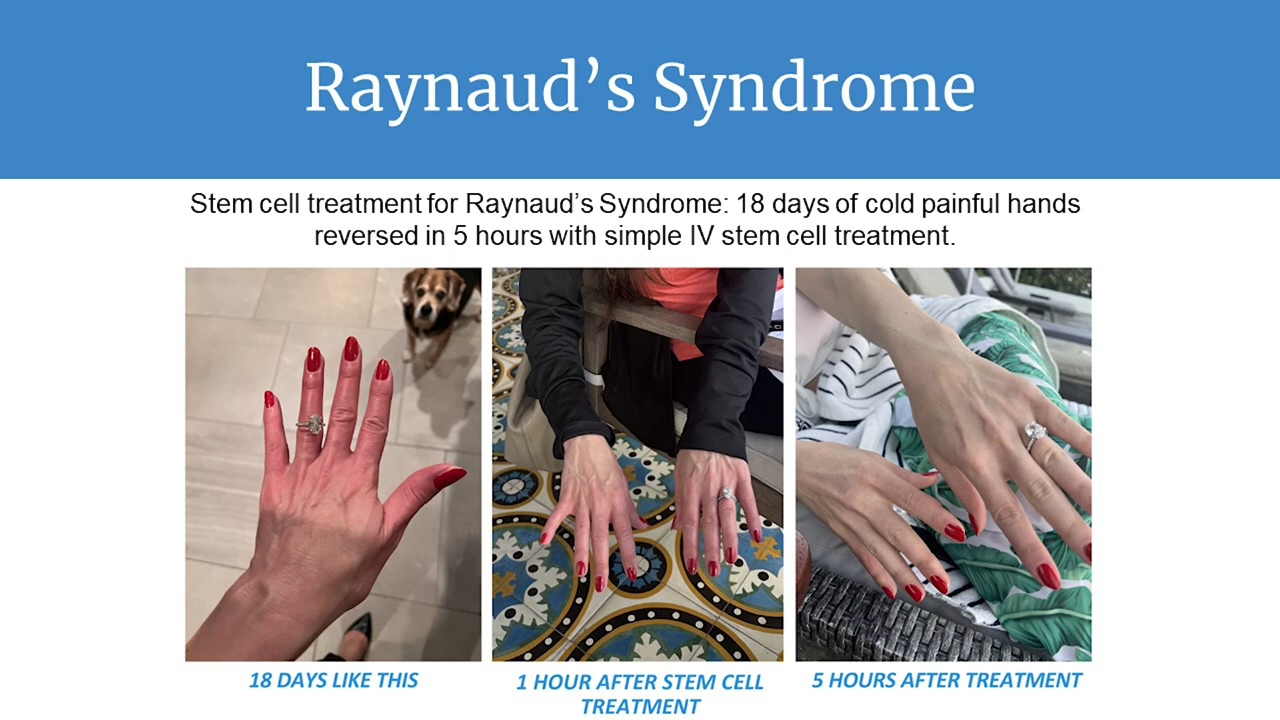 Raynaud’s Syndrome
Stem cell treatment for Raynaud’s Syndrome: 18 days of cold painful hands
reversed in 5 hours with simple IV stem cell treatment.
18 DAYS LIKE THIS
1 HOUR AFTER STEM CELL
TREATMENT
5 HOURS AFTER TREATMENT